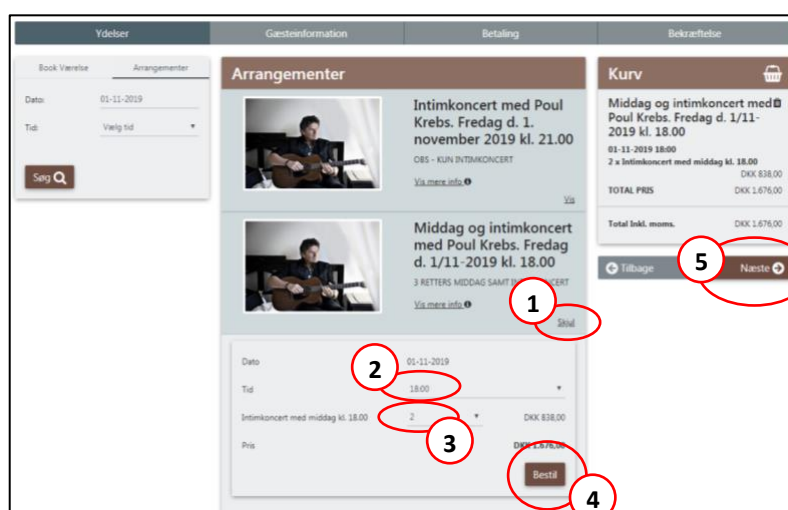 Ydelser
Gæsteinformation
Betaling
Bekræftelse
Book Værelse
Arrangementer
Dato:
01-11-2019
Tid:
Vælg tid
Søg
Arrangementer
Intimkoncert med Poul
Krebs. Fredag d. 1.
november 2019 kl. 21.00
OBS - KUN INTIMKONCERT
Vis mere info
Vis
Middag og intimkoncert
med Poul Krebs. Fredag
d. 1/11-2019 kl. 18.00
3 RETTERS MIDDAG SAMT
Vis mere info
1
Skjul
Dato
01-11-2019
2
Tid
18:00
Intimkoncert med middag kl. 18.00
2
DKK 838,00
3
Pris
DKK 1.676,00
Bestil
4
Kurv
Middag og intimkoncert med
Poul Krebs. Fredag d. 1/11-
2019 kl. 18.00
01-11-2019 18:00
2 x Intimkoncert med middag kl. 18.00
DKK 838,00
TOTAL PRIS
DKK 1.676,00
Total Inkl. moms.
DKK 1.676,00
Tilbage
5
Næste